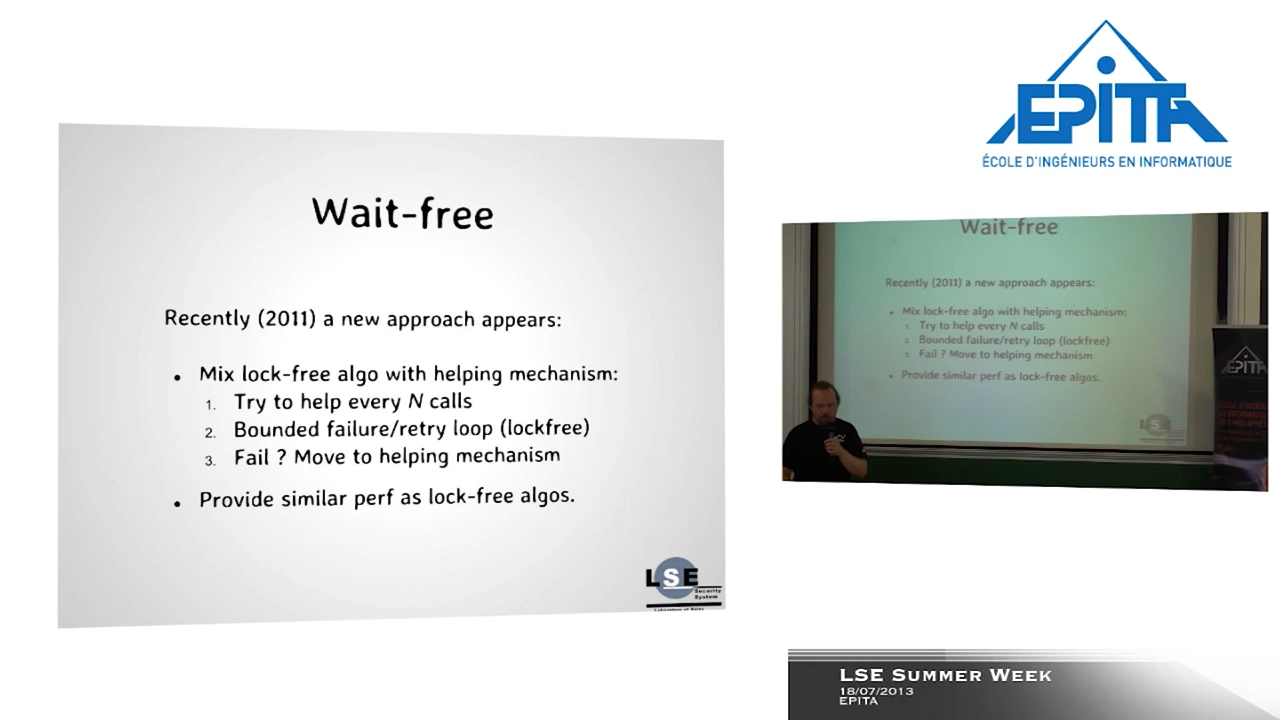 EPITA
ÉCOLE D'INGÉNIEURS EN INFORMATIQUE
Wait-free
Recently (2011) a new approach appears:
• Mix lock-free algo with helping mechanism:
1. Try to help every N calls
2. Bounded failure/retry loop (lockfree)
3. Fail ? Move to helping mechanism
• Provide similar perf as lock-free algos.
LSE
Security
System
Wait-free
Recently (2011) a new approach appears:
• Mix lock-free algo with helping mechanism:
1. Try to help every N calls
2. Bounded failure/retry loop (lockfree)
3. Fail ? Move to helping mechanism
• Provide similar perf as lock-free algos.
LSE
EPITA
LSE SUMMER WEEK
18/07/2013
EPITA